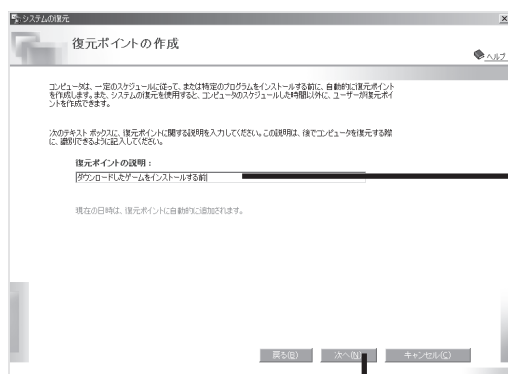 システムの復元
復元ポイントの作成
ヘルプ
コンピュータは、一定のスケジュールに従って、または特定のプログラムをインストールする前に、自動的に復元ポイント
を作成します。また、システムの復元を使用すると、コンピュータのスケジュールした時間以外に、ユーザーが復元ポイ
ントを作成できます。
次のテキスト ボックスに、復元ポイントに関する説明を入力してください。この説明は、後でコンピュータを復元する際
に、識別できるように記入してください。
復元ポイントの説明：
ダウンロードしたゲームをインストールする前
現在の日時は、復元ポイントに自動的に追加されます。
戻る(B) 次へ(N) キャンセル(C)